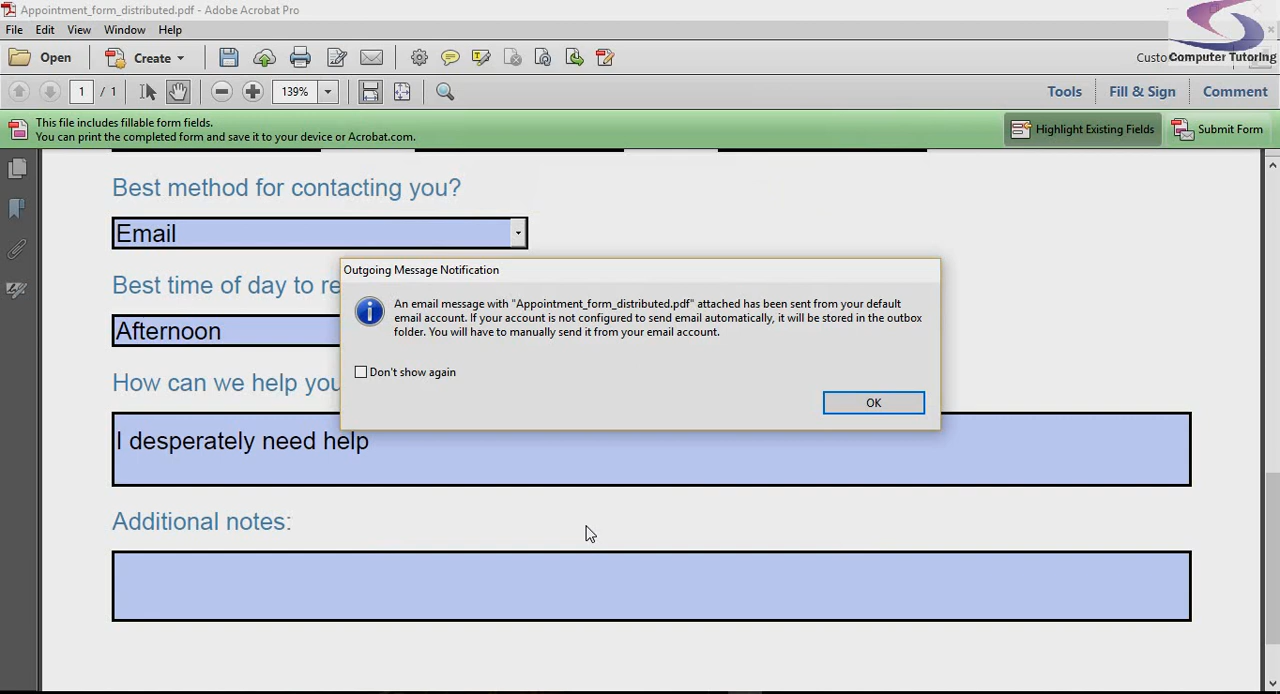 Appointment_form_distributed.pdf - Adobe Acrobat Pro
File Edit View Window Help
Open Create Custo
Computer Tutoring
1 / 1 139% Tools Fill & Sign Comment
This file includes fillable form fields.
You can print the completed form and save it to your device or Acrobat.com.
Highlight Existing Fields Submit Form
Best method for contacting you?
Email
Best time of day to re
Afternoon
How can we help you
I desperately need help
Additional notes:
Outgoing Message Notification
An email message with "Appointment_form_distributed.pdf" attached has been sent from your default
email account. If your account is not configured to send email automatically, it will be stored in the outbox
folder. You will have to manually send it from your email account.
Don't show again
OK